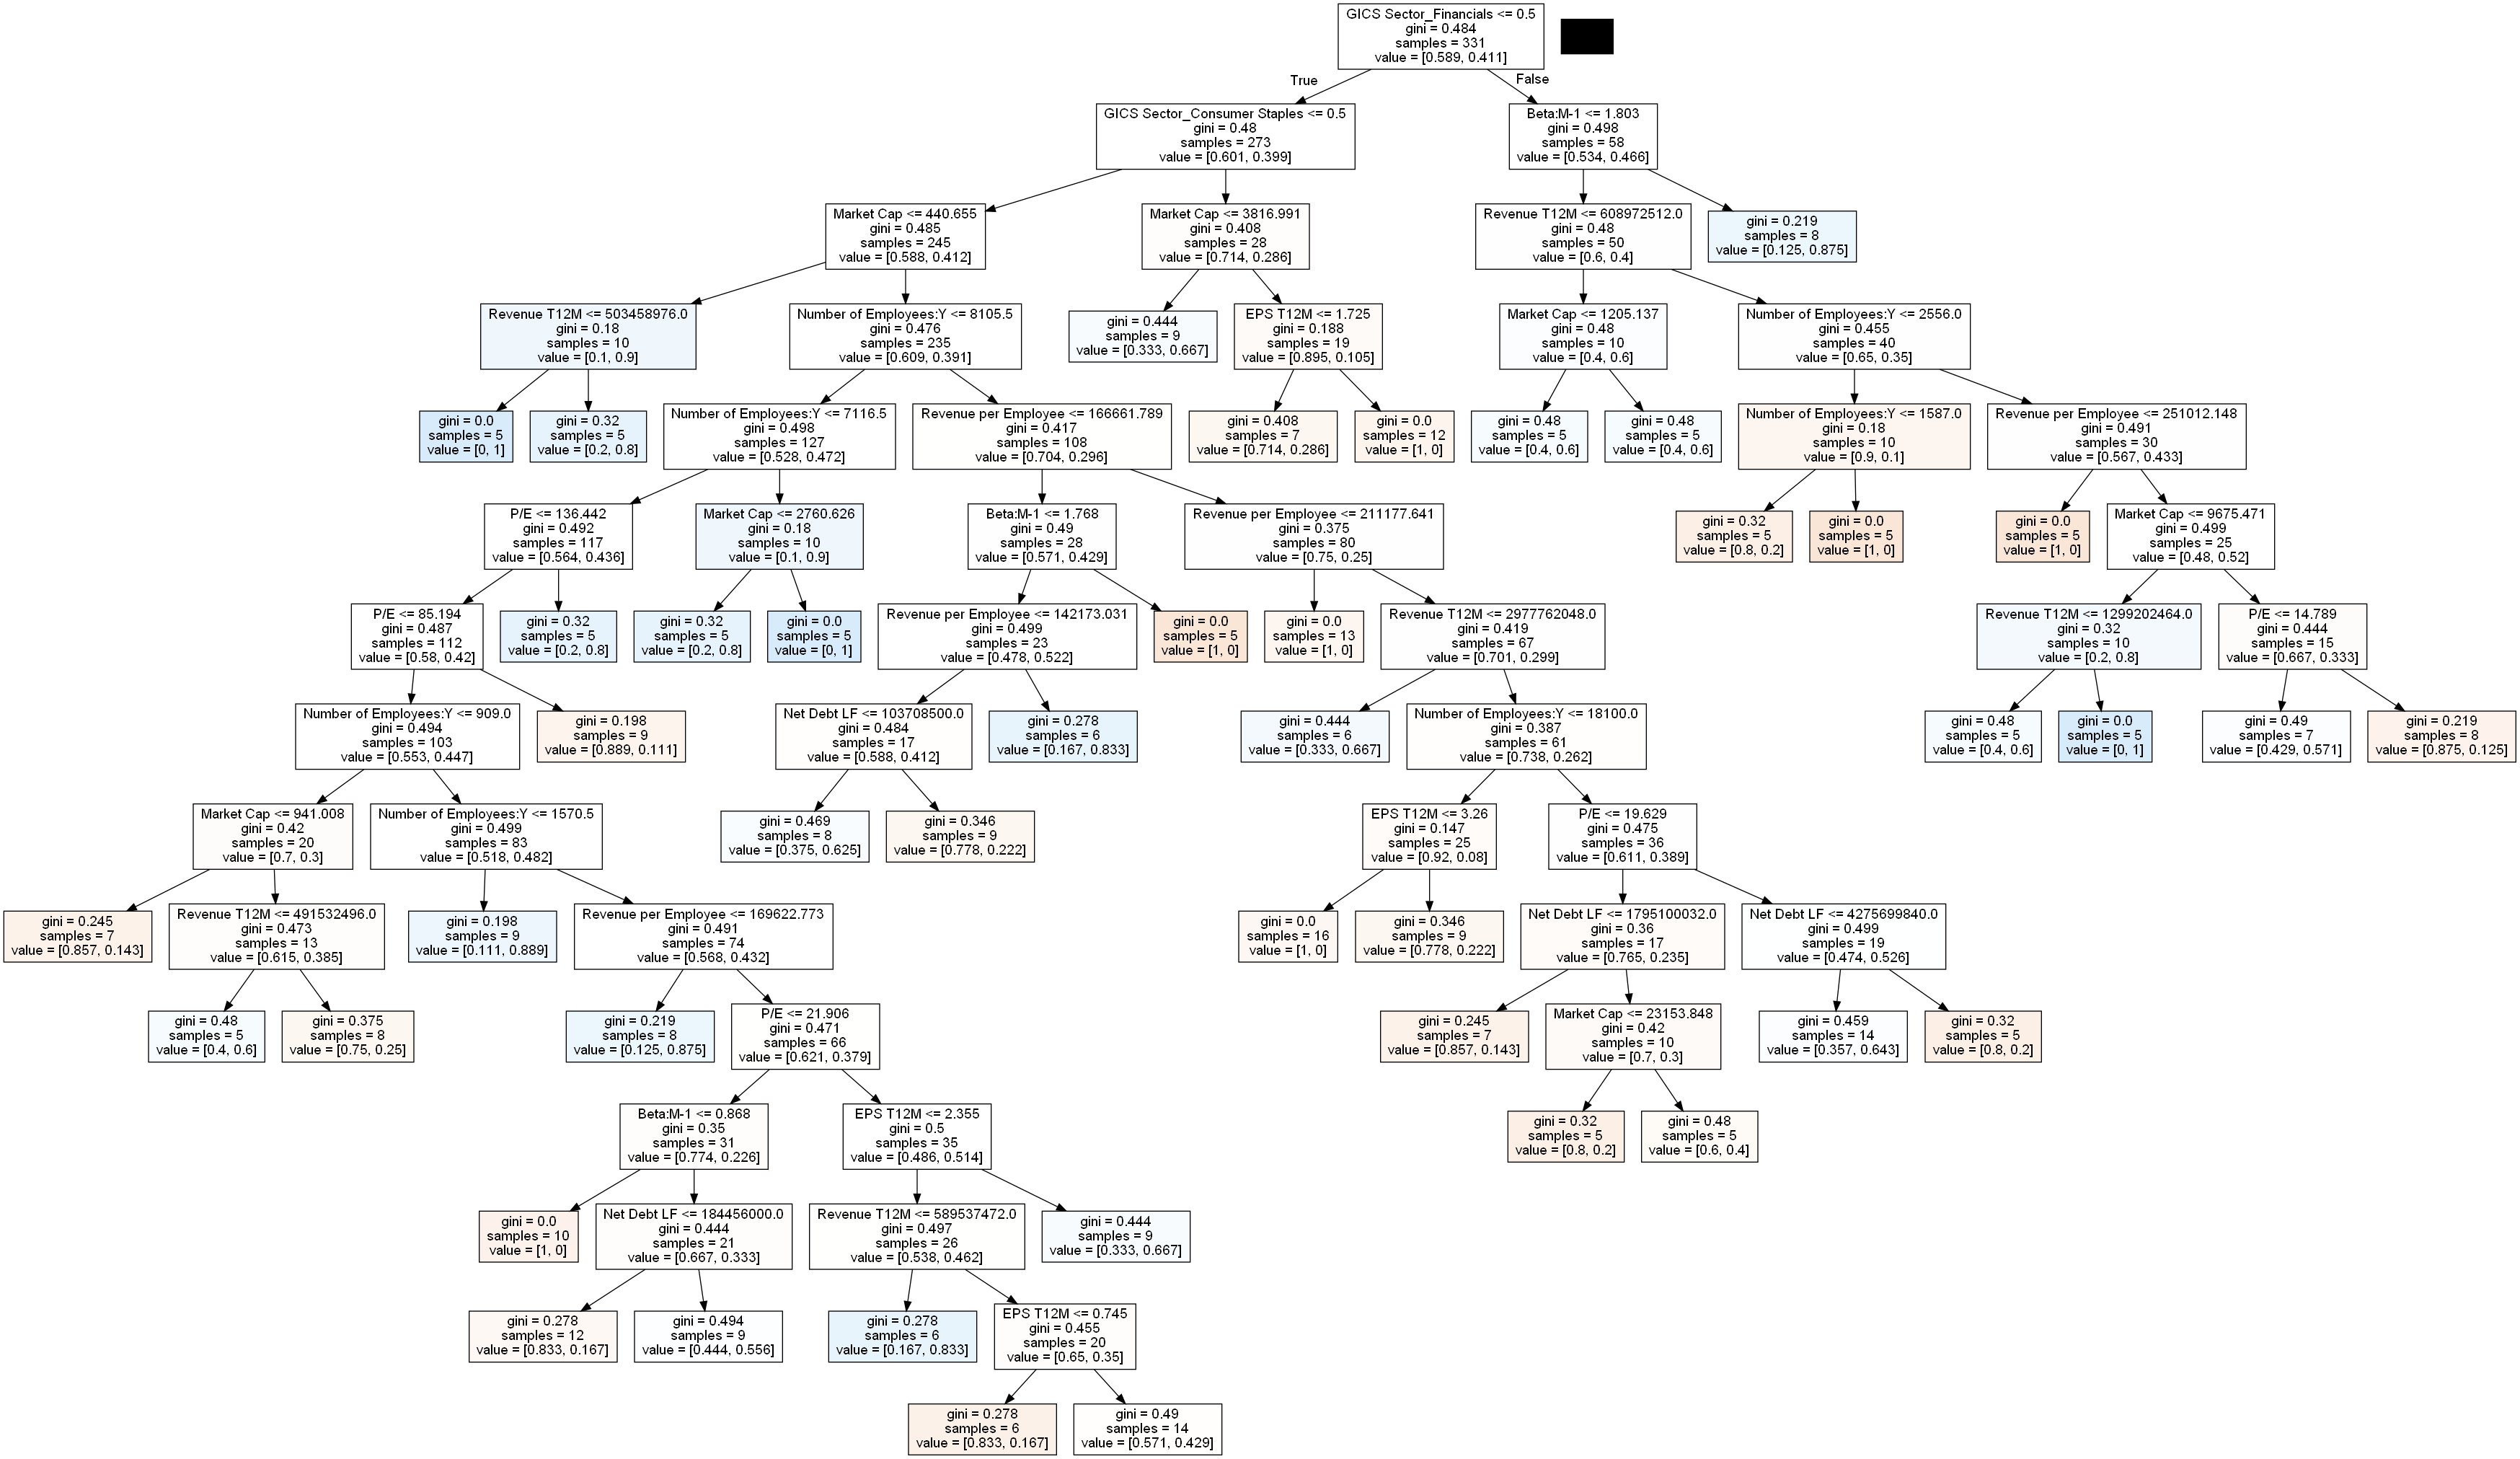 GICS Sector_Financials <= 0.5
gini = 0.484
samples = 331
value = [0.589, 0.411]
True
False
GICS Sector_Consumer Staples <= 0.5
gini = 0.48
samples = 273
value = [0.601, 0.399]
Beta:M-1 <= 1.803
gini = 0.498
samples = 58
value = [0.534, 0.466]
Market Cap <= 440.655
gini = 0.485
samples = 245
value = [0.588, 0.412]
Market Cap <= 3816.991
gini = 0.408
samples = 28
value = [0.714, 0.286]
Revenue T12M <= 608972512.0
gini = 0.48
samples = 50
value = [0.6, 0.4]
gini = 0.219
samples = 8
value = [0.125, 0.875]
Revenue T12M <= 503458976.0
gini = 0.18
samples = 10
value = [0.1, 0.9]
Number of Employees:Y <= 8105.5
gini = 0.476
samples = 235
value = [0.609, 0.391]
gini = 0.444
samples = 9
value = [0.333, 0.667]
EPS T12M <= 1.725
gini = 0.188
samples = 19
value = [0.895, 0.105]
Market Cap <= 1205.137
gini = 0.48
samples = 10
value = [0.4, 0.6]
Number of Employees:Y <= 2556.0
gini = 0.455
samples = 40
value = [0.65, 0.35]
gini = 0.0
samples = 5
value = [0, 1]
gini = 0.32
samples = 5
value = [0.2, 0.8]
Number of Employees:Y <= 7116.5
gini = 0.498
samples = 127
value = [0.528, 0.472]
Revenue per Employee <= 166661.789
gini = 0.417
samples = 108
value = [0.704, 0.296]
gini = 0.408
samples = 7
value = [0.714, 0.286]
gini = 0.0
samples = 12
value = [1, 0]
gini = 0.48
samples = 5
value = [0.4, 0.6]
gini = 0.48
samples = 5
value = [0.4, 0.6]
Number of Employees:Y <= 1587.0
gini = 0.18
samples = 10
value = [0.9, 0.1]
Revenue per Employee <= 251012.148
gini = 0.491
samples = 30
value = [0.567, 0.433]
P/E <= 136.442
gini = 0.492
samples = 117
value = [0.564, 0.436]
Market Cap <= 2760.626
gini = 0.18
samples = 10
value = [0.1, 0.9]
Beta:M-1 <= 1.768
gini = 0.49
samples = 28
value = [0.571, 0.429]
Revenue per Employee <= 211177.641
gini = 0.375
samples = 80
value = [0.75, 0.25]
gini = 0.32
samples = 5
value = [0.8, 0.2]
gini = 0.0
samples = 5
value = [1, 0]
gini = 0.0
samples = 5
value = [1, 0]
Market Cap <= 9675.471
gini = 0.499
samples = 25
value = [0.48, 0.52]
P/E <= 85.194
gini = 0.487
samples = 112
value = [0.58, 0.42]
gini = 0.32
samples = 5
value = [0.2, 0.8]
gini = 0.32
samples = 5
value = [0.2, 0.8]
gini = 0.0
samples = 5
value = [0, 1]
Revenue per Employee <= 142173.031
gini = 0.499
samples = 23
value = [0.478, 0.522]
gini = 0.0
samples = 5
value = [1, 0]
gini = 0.0
samples = 13
value = [1, 0]
Revenue T12M <= 2977762048.0
gini = 0.419
samples = 67
value = [0.701, 0.299]
Revenue T12M <= 1299202464.0
gini = 0.32
samples = 10
value = [0.2, 0.8]
P/E <= 14.789
gini = 0.444
samples = 15
value = [0.667, 0.333]
Number of Employees:Y <= 909.0
gini = 0.494
samples = 103
value = [0.553, 0.447]
gini = 0.198
samples = 9
value = [0.889, 0.111]
Net Debt LF <= 103708500.0
gini = 0.484
samples = 17
value = [0.588, 0.412]
gini = 0.278
samples = 6
value = [0.167, 0.833]
gini = 0.444
samples = 6
value = [0.333, 0.667]
Number of Employees:Y <= 18100.0
gini = 0.387
samples = 61
value = [0.738, 0.262]
gini = 0.48
samples = 5
value = [0.4, 0.6]
gini = 0.0
samples = 5
value = [0, 1]
gini = 0.49
samples = 7
value = [0.429, 0.571]
gini = 0.219
samples = 8
value = [0.875, 0.125]
Market Cap <= 941.008
gini = 0.42
samples = 20
value = [0.7, 0.3]
Number of Employees:Y <= 1570.5
gini = 0.499
samples = 83
value = [0.518, 0.482]
gini = 0.469
samples = 8
value = [0.375, 0.625]
gini = 0.346
samples = 9
value = [0.778, 0.222]
EPS T12M <= 3.26
gini = 0.147
samples = 25
value = [0.92, 0.08]
P/E <= 19.629
gini = 0.475
samples = 36
value = [0.611, 0.389]
gini = 0.245
samples = 7
value = [0.857, 0.143]
Revenue T12M <= 491532496.0
gini = 0.473
samples = 13
value = [0.615, 0.385]
gini = 0.198
samples = 9
value = [0.111, 0.889]
Revenue per Employee <= 169622.773
gini = 0.491
samples = 74
value = [0.568, 0.432]
gini = 0.0
samples = 16
value = [1, 0]
gini = 0.346
samples = 9
value = [0.778, 0.222]
Net Debt LF <= 1795100032.0
gini = 0.36
samples = 17
value = [0.765, 0.235]
Net Debt LF <= 4275699840.0
gini = 0.499
samples = 19
value = [0.474, 0.526]
gini = 0.48
samples = 5
value = [0.4, 0.6]
gini = 0.375
samples = 8
value = [0.75, 0.25]
gini = 0.219
samples = 8
value = [0.125, 0.875]
P/E <= 21.906
gini = 0.471
samples = 66
value = [0.621, 0.379]
gini = 0.245
samples = 7
value = [0.857, 0.143]
Market Cap <= 23153.848
gini = 0.42
samples = 10
value = [0.7, 0.3]
gini = 0.459
samples = 14
value = [0.357, 0.643]
gini = 0.32
samples = 5
value = [0.8, 0.2]
Beta:M-1 <= 0.868
gini = 0.35
samples = 31
value = [0.774, 0.226]
EPS T12M <= 2.355
gini = 0.5
samples = 35
value = [0.486, 0.514]
gini = 0.32
samples = 5
value = [0.8, 0.2]
gini = 0.48
samples = 5
value = [0.6, 0.4]
gini = 0.0
samples = 10
value = [1, 0]
Net Debt LF <= 184456000.0
gini = 0.444
samples = 21
value = [0.667, 0.333]
Revenue T12M <= 589537472.0
gini = 0.497
samples = 26
value = [0.538, 0.462]
gini = 0.444
samples = 9
value = [0.333, 0.667]
gini = 0.278
samples = 12
value = [0.833, 0.167]
gini = 0.494
samples = 9
value = [0.444, 0.556]
gini = 0.278
samples = 6
value = [0.167, 0.833]
EPS T12M <= 0.745
gini = 0.455
samples = 20
value = [0.65, 0.35]
gini = 0.278
samples = 6
value = [0.833, 0.167]
gini = 0.49
samples = 14
value = [0.571, 0.429]